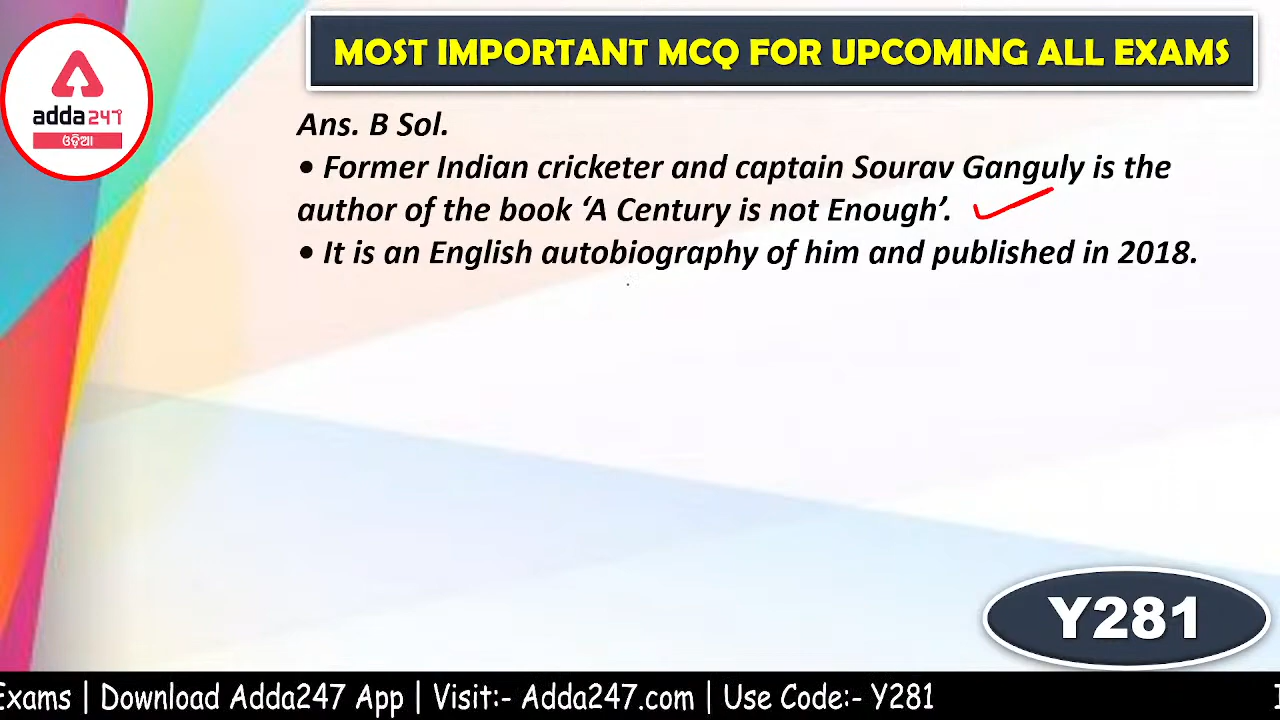 MOST IMPORTANT MCQ FOR UPCOMING ALL EXAMS
adda247
ଓଡ଼ିଆ
Ans. B Sol.
• Former Indian cricketer and captain Sourav Ganguly is the
author of the book ‘A Century is not Enough’.
• It is an English autobiography of him and published in 2018.
Y281
Exams | Download Adda247 App | Visit:- Adda247.com | Use Code:- Y281